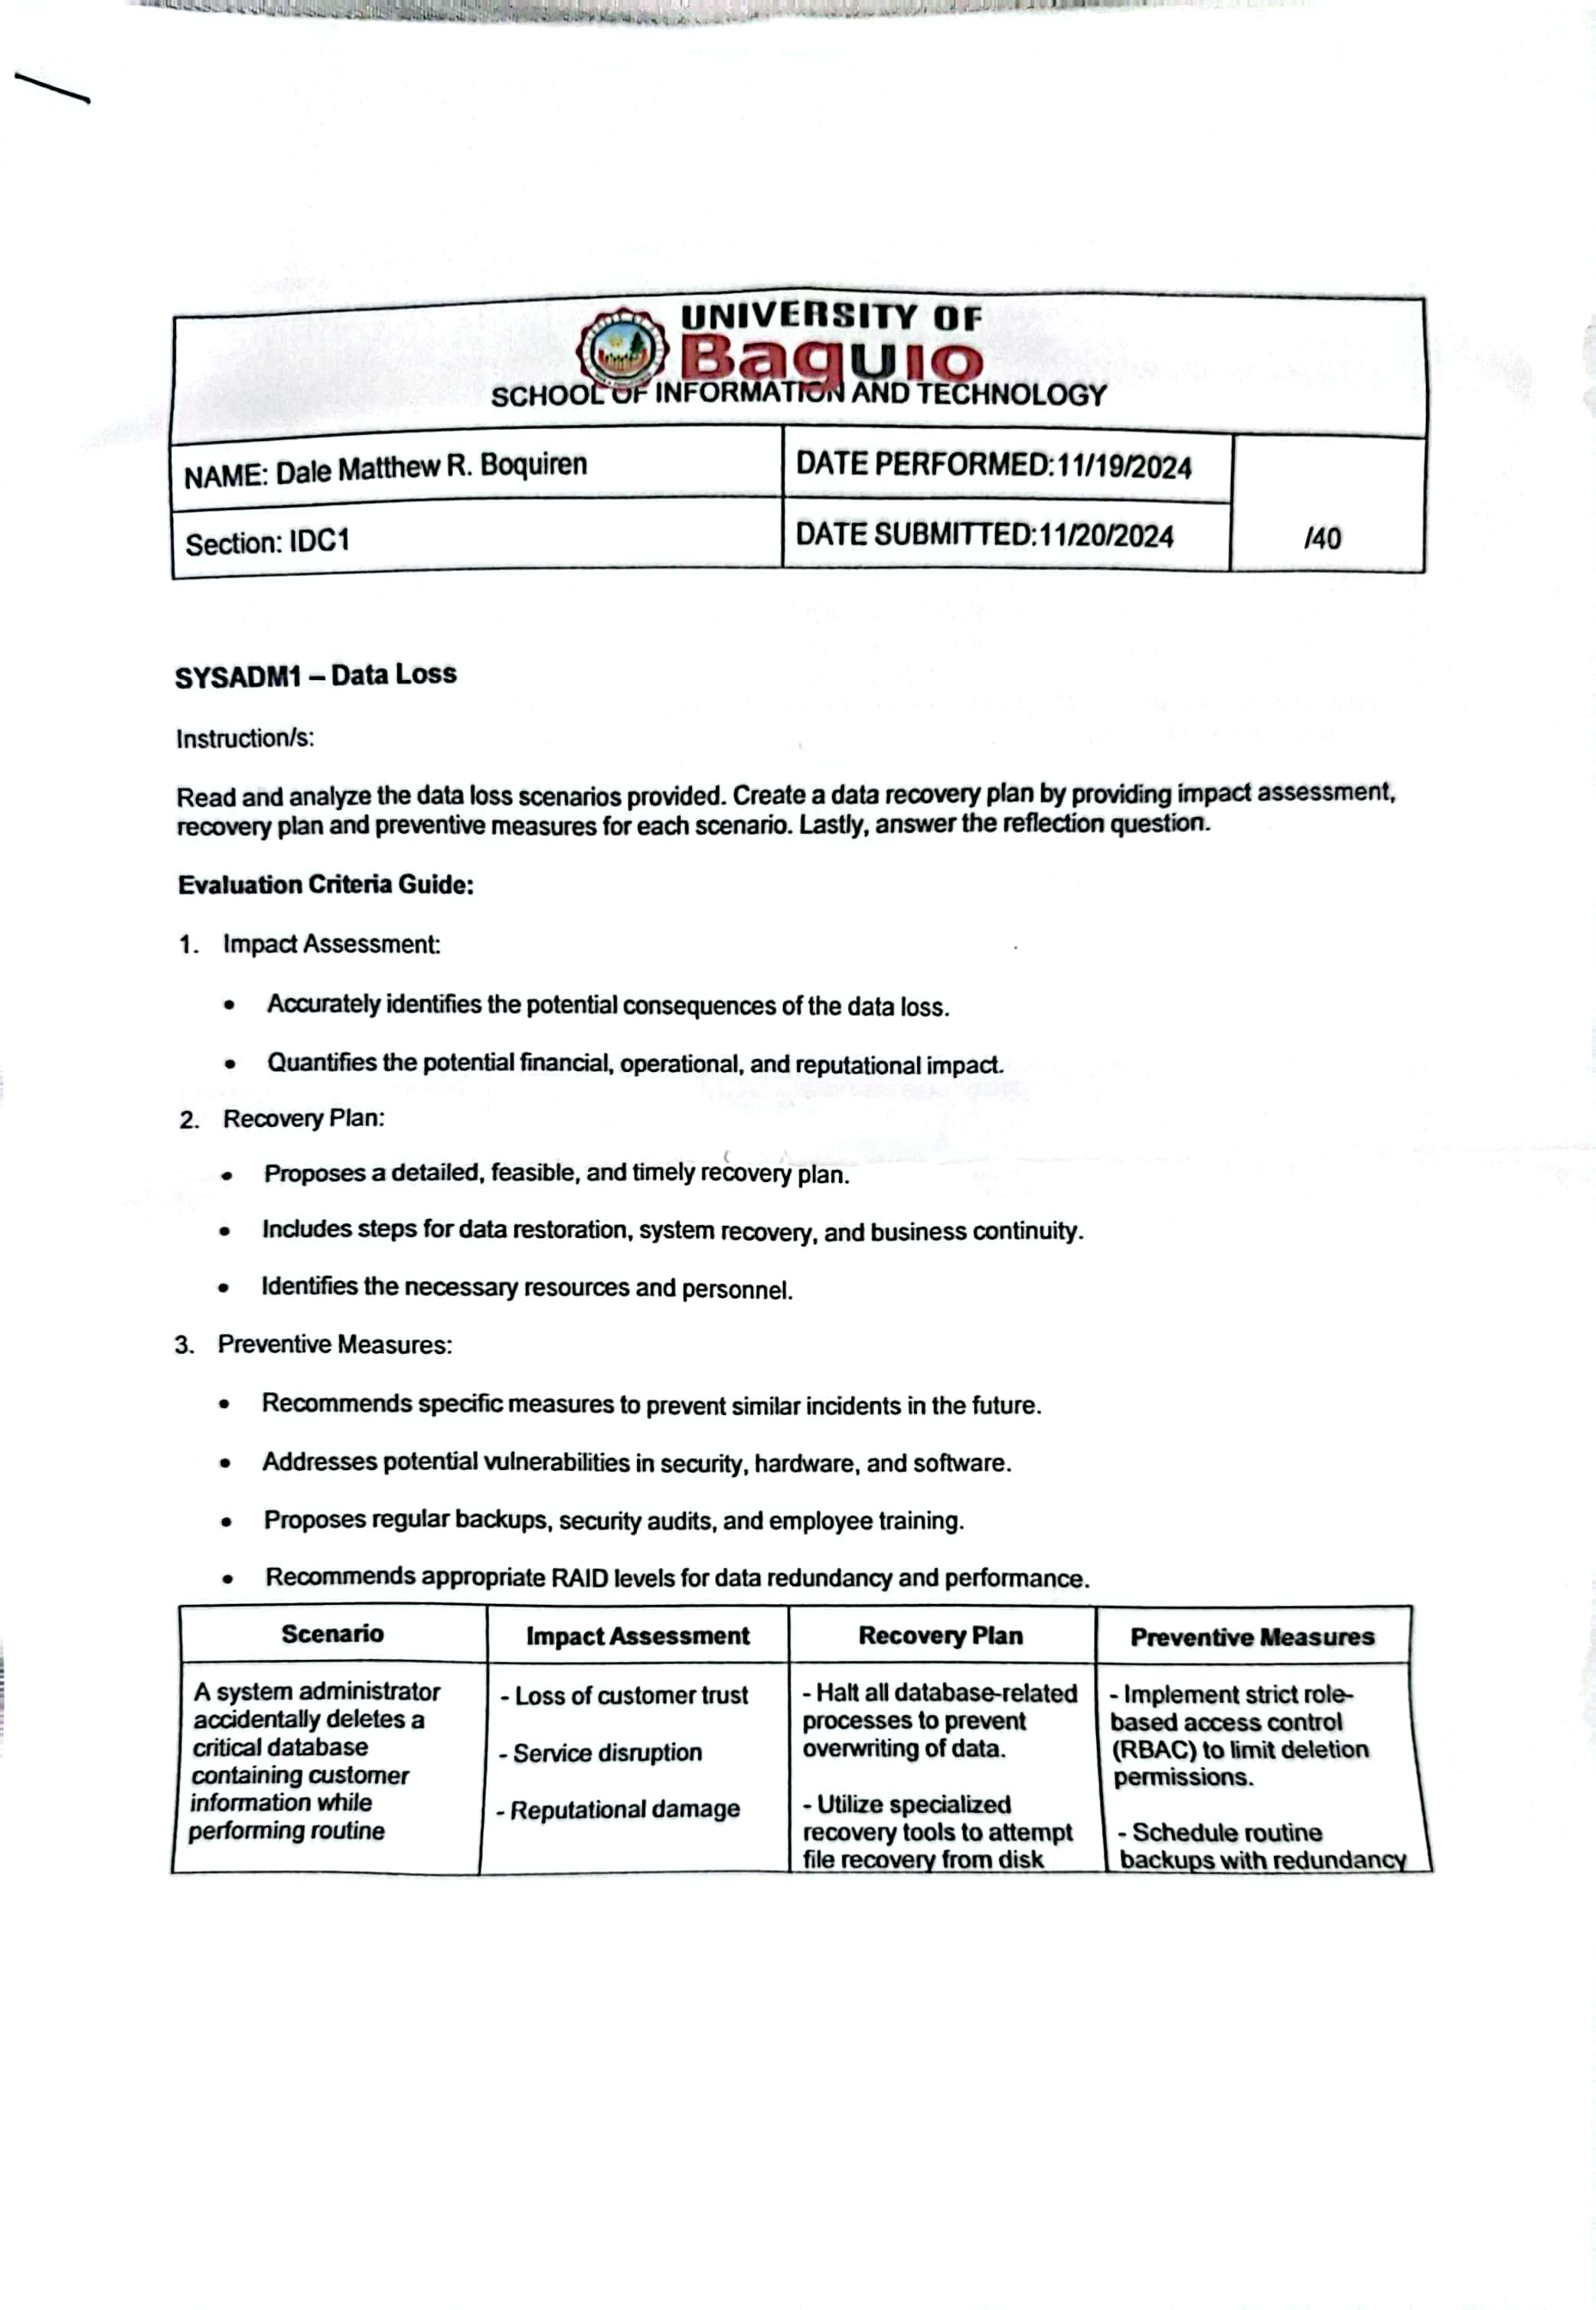 UNIVERSITY OF
Baguio
SCHOOL OF INFORMATION AND TECHNOLOGY
NAME: Dale Matthew R. Boquiren
DATE PERFORMED:11/19/2024
Section: IDC1
DATE SUBMITTED:11/20/2024
/40
SYSADM1 – Data Loss
Instruction/s:
Read and analyze the data loss scenarios provided. Create a data recovery plan by providing impact assessment,
recovery plan and preventive measures for each scenario. Lastly, answer the reflection question.
Evaluation Criteria Guide:
1. Impact Assessment:
• Accurately identifies the potential consequences of the data loss.
• Quantifies the potential financial, operational, and reputational impact.
2. Recovery Plan:
• Proposes a detailed, feasible, and timely recovery plan.
• Includes steps for data restoration, system recovery, and business continuity.
• Identifies the necessary resources and personnel.
3. Preventive Measures:
• Recommends specific measures to prevent similar incidents in the future.
• Addresses potential vulnerabilities in security, hardware, and software.
• Proposes regular backups, security audits, and employee training.
• Recommends appropriate RAID levels for data redundancy and performance.
Scenario
Impact Assessment
Recovery Plan
Preventive Measures
A system administrator
accidentally deletes a
critical database
containing customer
information while
performing routine
- Loss of customer trust
- Service disruption
- Reputational damage
- Halt all database-related
processes to prevent
overwriting of data.
- Utilize specialized
recovery tools to attempt
file recovery from disk
- Implement strict role-
based access control
(RBAC) to limit deletion
permissions.
- Schedule routine
backups with redundancy